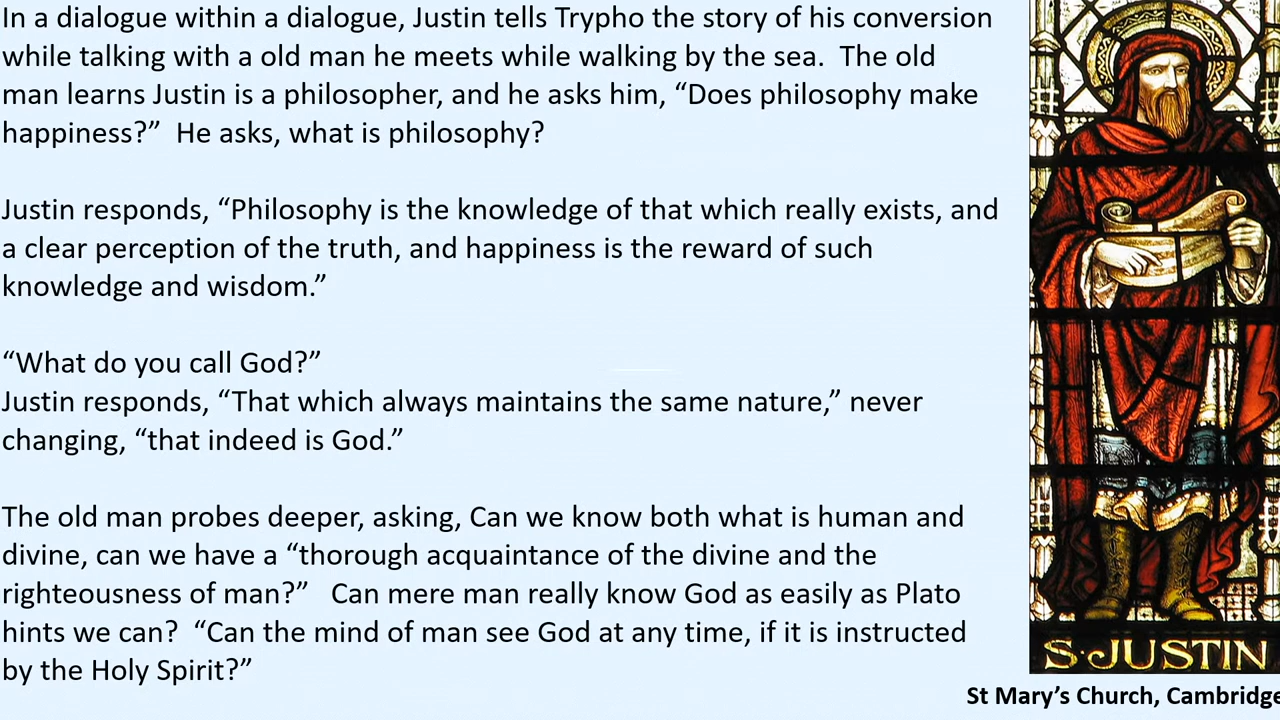 In a dialogue within a dialogue, Justin tells Trypho the story of his conversion
while talking with a old man he meets while walking by the sea.  The old
man learns Justin is a philosopher, and he asks him, “Does philosophy make
happiness?”  He asks, what is philosophy?
Justin responds, “Philosophy is the knowledge of that which really exists, and
a clear perception of the truth, and happiness is the reward of such
knowledge and wisdom.”
“What do you call God?”
Justin responds, “That which always maintains the same nature,” never
changing, “that indeed is God.”
The old man probes deeper, asking, Can we know both what is human and
divine, can we have a “thorough acquaintance of the divine and the
righteousness of man?”   Can mere man really know God as easily as Plato
hints we can?  “Can the mind of man see God at any time, if it is instructed
by the Holy Spirit?”
S·JUSTIN
St Mary’s Church, Cambridge